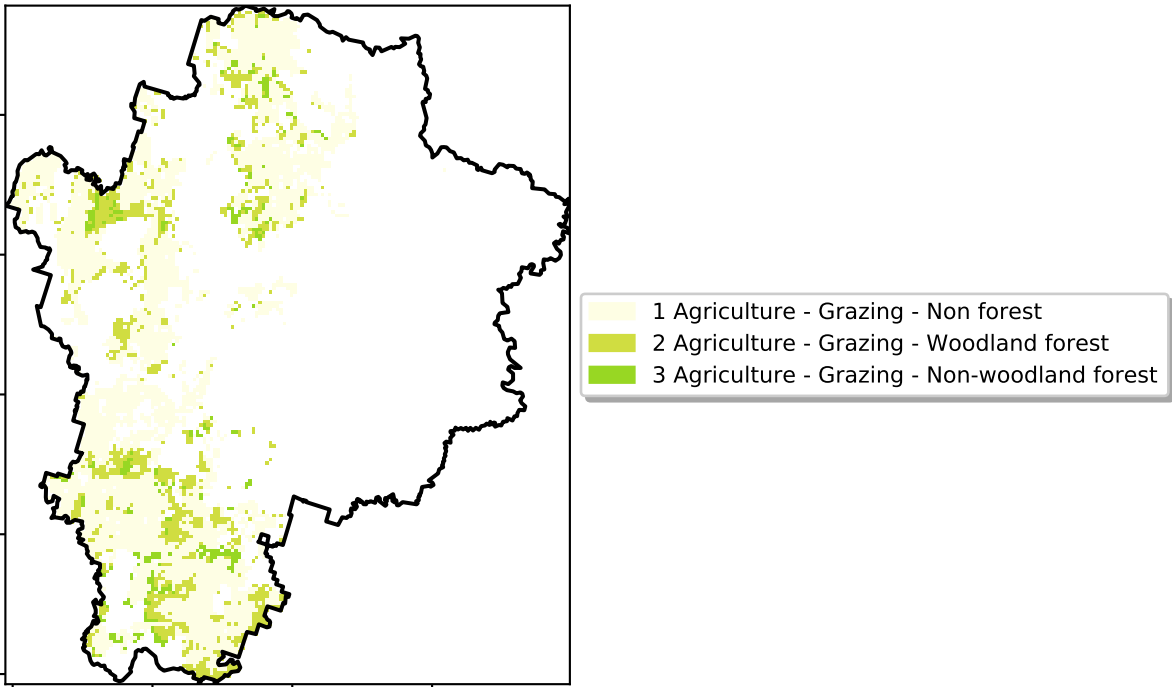 1 Agriculture - Grazing - Non forest
2 Agriculture - Grazing - Woodland forest
3 Agriculture - Grazing - Non-woodland forest